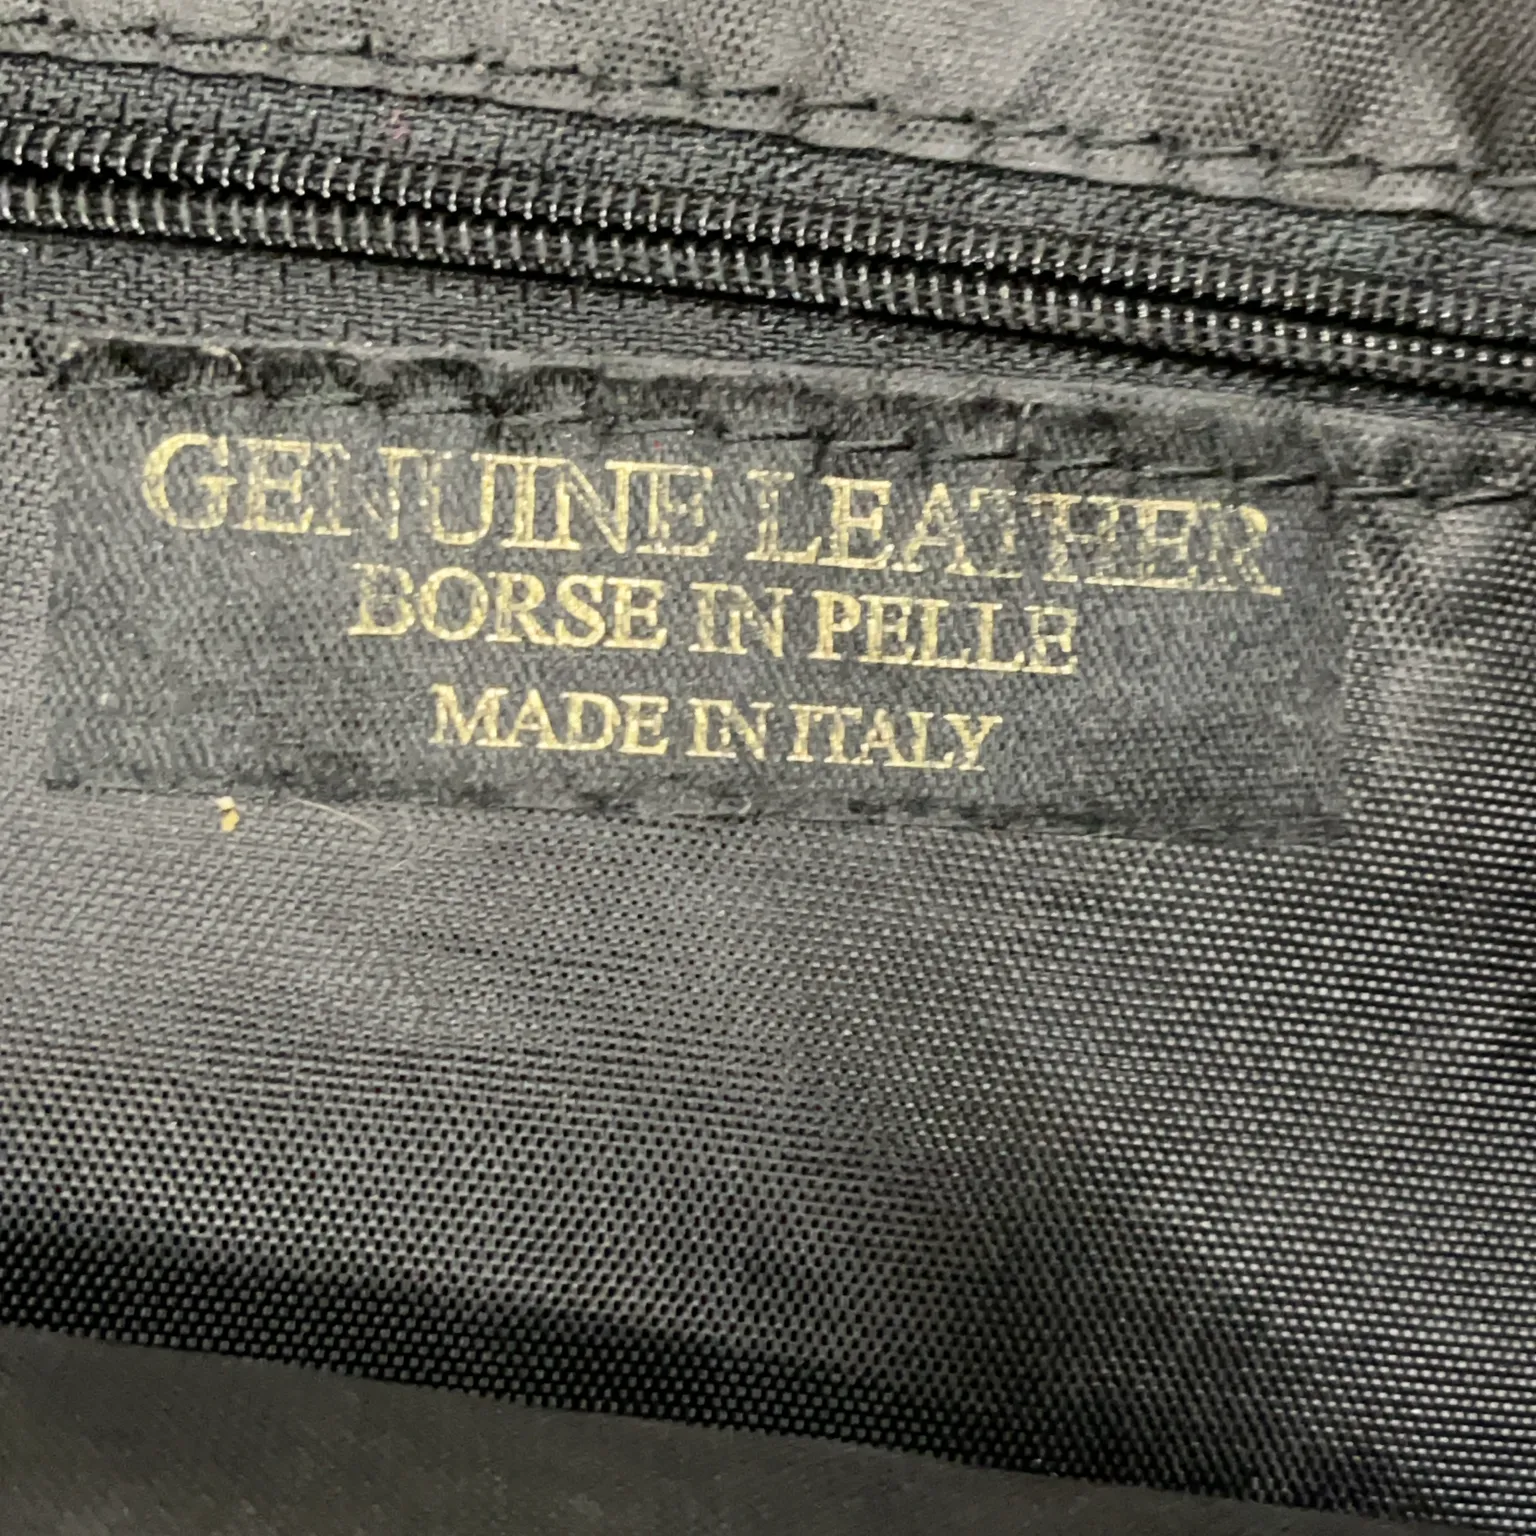 GENUINE LEATHER
BORSE IN PELLE
MADE IN ITALY